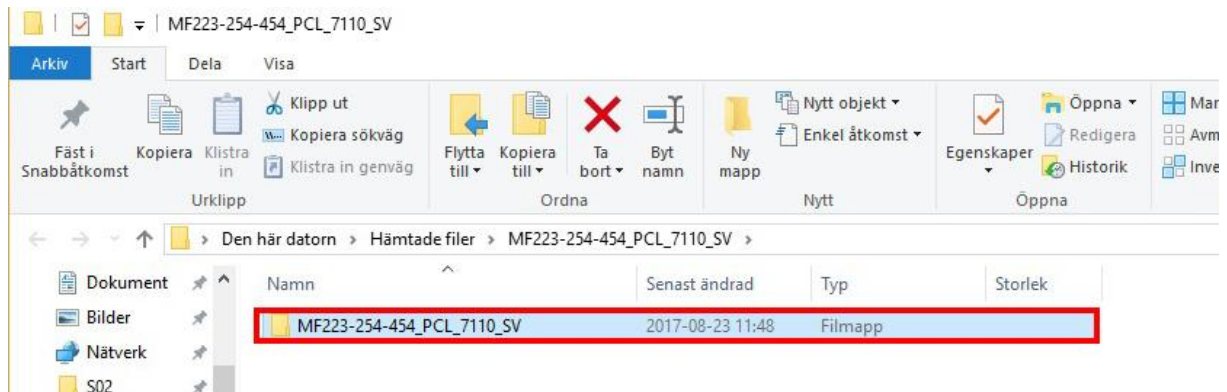 MF223-254-454_PCL_7110_SV
Arkiv Start Dela Visa
Fäst i Snabbåtkomst
Kopiera
Klistra in
Klipp ut
Kopiera sökväg
Klistra in genväg
Urklipp
Flytta till
Kopiera till
Ta bort
Byt namn
Ordna
Ny mapp
Nytt objekt
Enkel åtkomst
Nytt
Egenskaper
Öppna
Redigera
Historik
Öppna
Mar
Avm
Inve
Den här datorn > Hämtade filer > MF223-254-454_PCL_7110_SV >
Dokument
Bilder
Nätverk
S02
Namn Senast ändrad Typ Storlek
MF223-254-454_PCL_7110_SV 2017-08-23 11:48 Filmapp